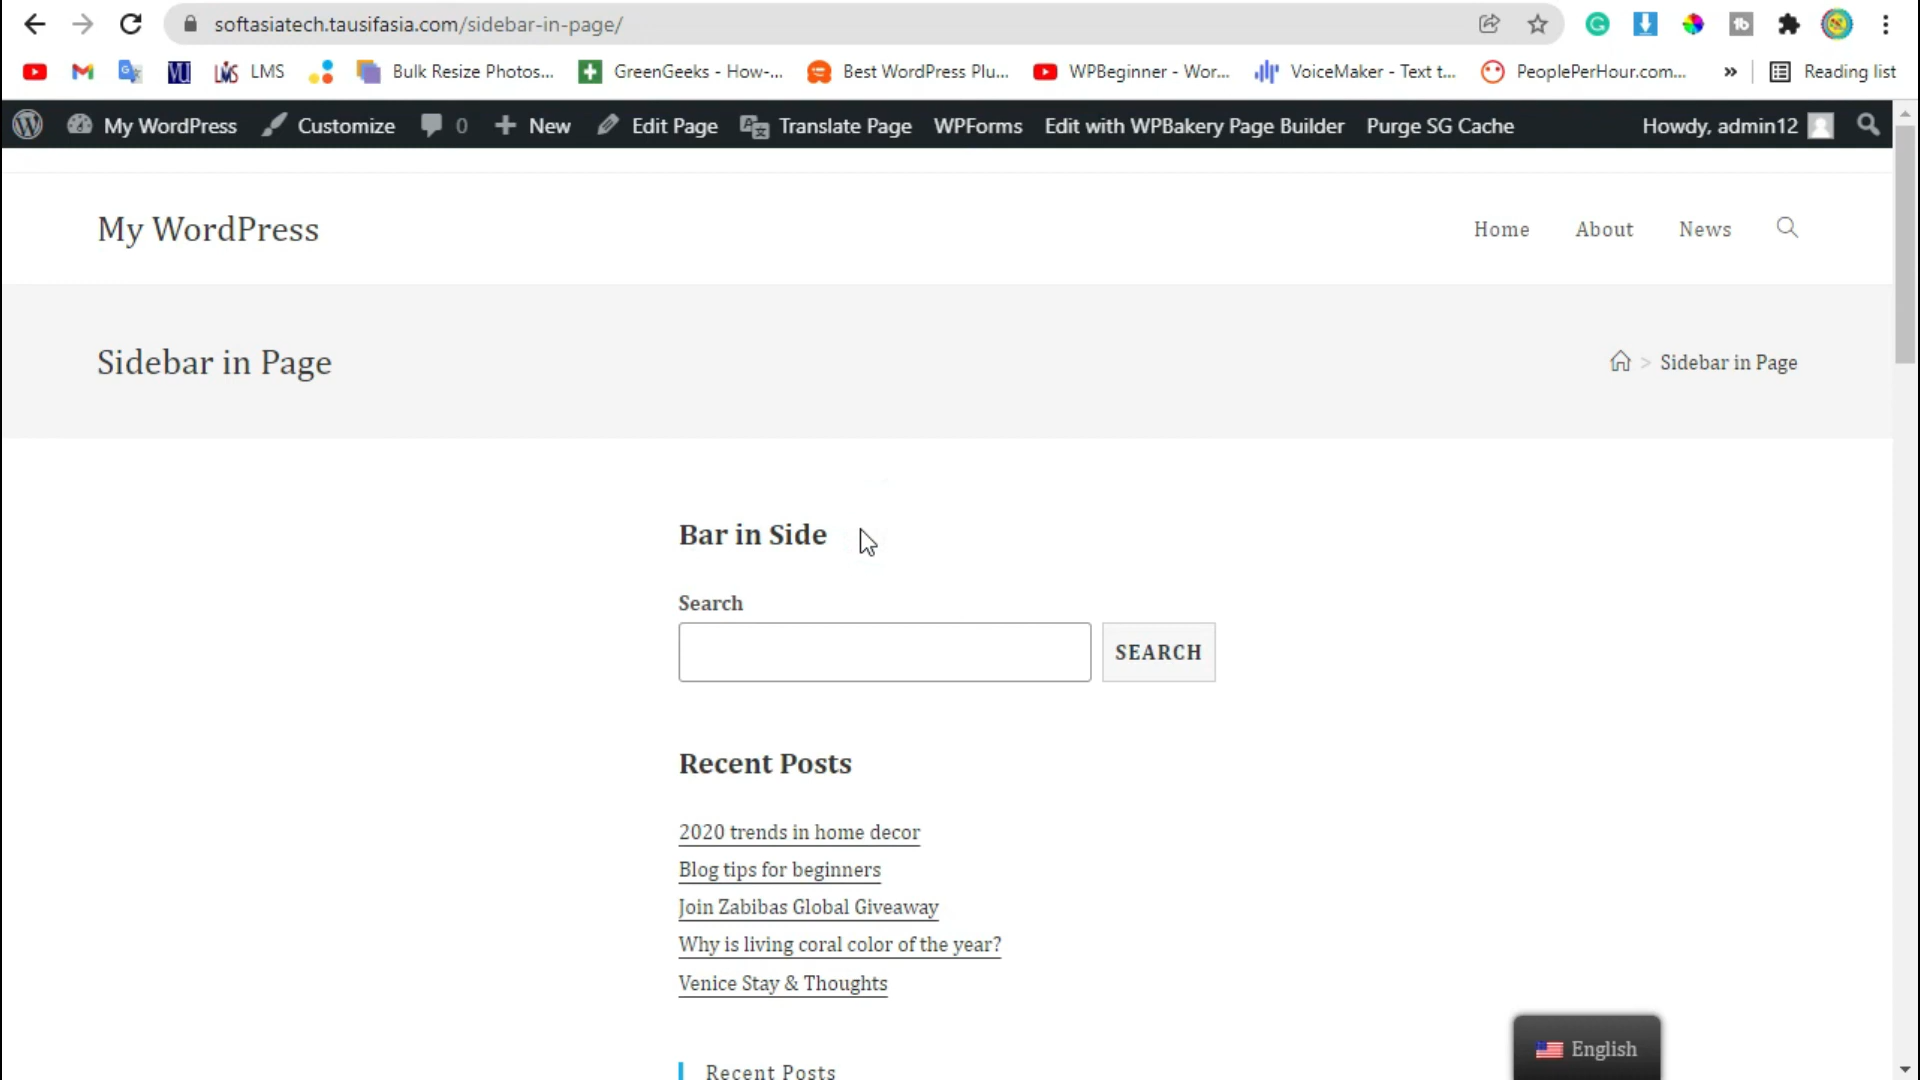 softasiatech.tausifasia.com/sidebar-in-page/
LMS Bulk Resize Photos... GreenGeeks - How-... Best WordPress Plu... WPBeginner - Wor... VoiceMaker - Text t... PeoplePerHour.com... » Reading list
My WordPress Customize 0 + New Edit Page Translate Page WPForms Edit with WPBakery Page Builder Purge SG Cache Howdy, admin12
My WordPress Home About News
Sidebar in Page > Sidebar in Page
Bar in Side
Search
SEARCH
Recent Posts
2020 trends in home decor
Blog tips for beginners
Join Zabibas Global Giveaway
Why is living coral color of the year?
Venice Stay & Thoughts
English
Recent Posts